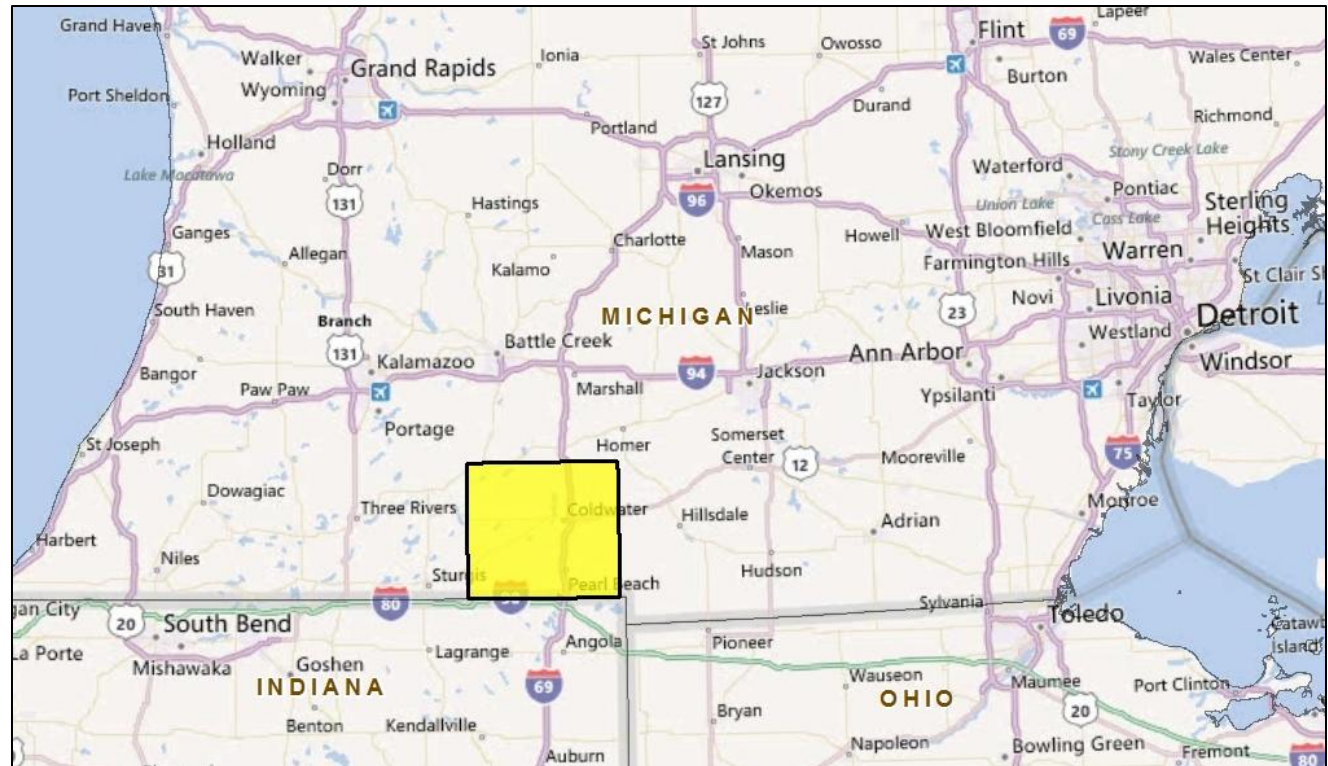 Grand Haven
Walker
Grand Rapids
Wyoming
Ionia
St Johns
Owosso
Flint
69
Lapeer
Burton
Wales Center
Port Sheldon
127
Durand
Richmond
Portland
Holland
Lake Macatawa
Dorr
131
Lansing
Okemos
96
Stony Creek Lake
Waterford
Pontiac
Union Lake
Cass Lake
Sterling
Heights
Hastings
Ganges
Allegan
31
Charlotte
Kalamo
Mason
Howell
West Bloomfield
Warren
Farmington Hills
St Clair Sh
South Haven
Branch
131
MICHIGAN
Leslie
23
Novi
Livonia
Detroit
Westland
Windsor
Battle Creek
Kalamazoo
Ann Arbor
94
Jackson
Bangor
Paw Paw
Marshall
Ypsilanti
Taylor
Portage
St Joseph
Homer
Somerset
Center
12
Mooreville
75
Dowagiac
Three Rivers
Coldwater
Hillsdale
Monroe
Adrian
Harbert
Niles
Sturgis
Pearl Beach
Hudson
80
Sylvania
Toledo
gan City
20
South Bend
Angola
Pioneer
La Porte
Mishawaka
Lagrange
Catawb
Island
Goshen
INDIANA
69
Wauseon
OHIO
Maumee
Port Clinton
20
Benton
Kendallville
Bryan
Auburn
Napoleon
Bowling Green
Fremont
80